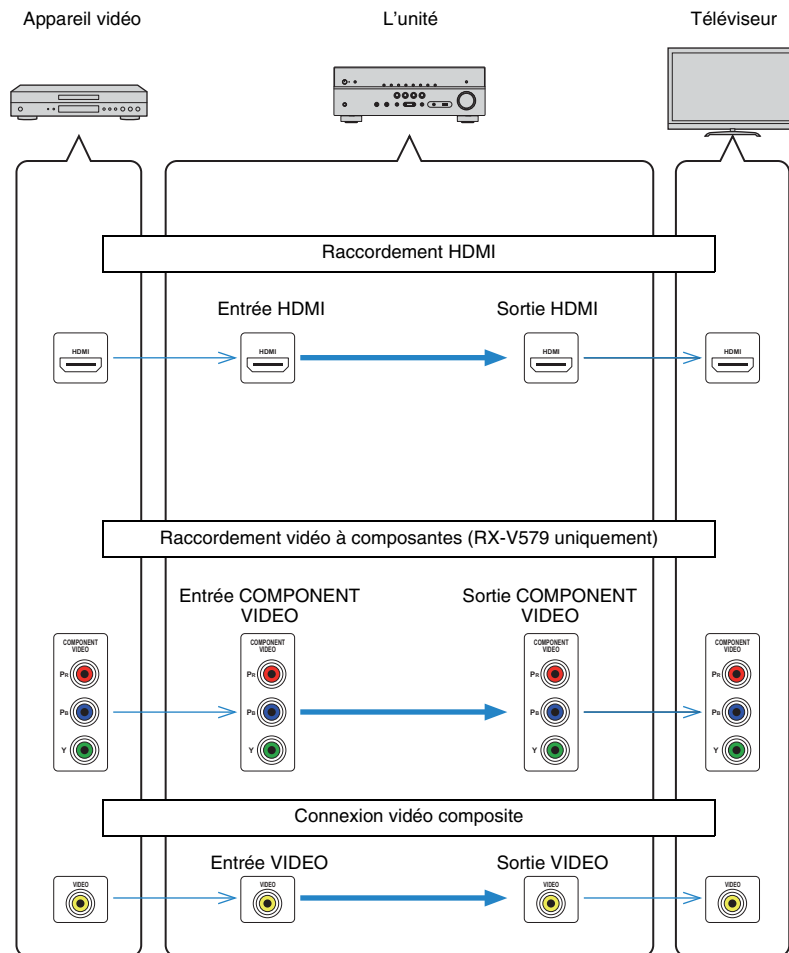 Appareil vidéo
L'unité
Téléviseur
Raccordement HDMI
Entrée HDMI
Sortie HDMI
HDMI
HDMI
HDMI
HDMI
Raccordement vidéo à composantes (RX-V579 uniquement)
Entrée COMPONENT
VIDEO
Sortie COMPONENT
VIDEO
COMPONENT
VIDEO
PR
PB
Y
COMPONENT
VIDEO
PR
PB
Y
COMPONENT
VIDEO
PR
PB
Y
COMPONENT
VIDEO
PR
PB
Y
Connexion vidéo composite
Entrée VIDEO
Sortie VIDEO
VIDEO
VIDEO
VIDEO
VIDEO